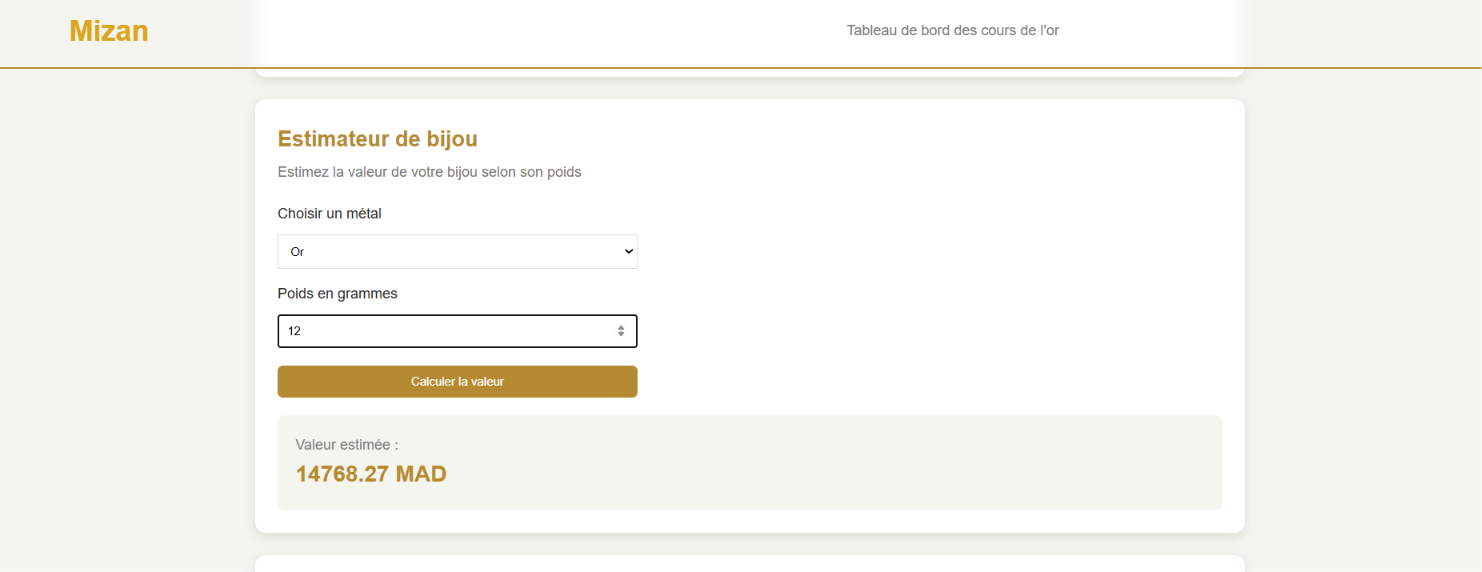 Mizan
Tableau de bord des cours de l'or
Estimateur de bijou
Estimez la valeur de votre bijou selon son poids
Choisir un métal
Or
Poids en grammes
12
Calculer la valeur
Valeur estimée :
14768.27 MAD